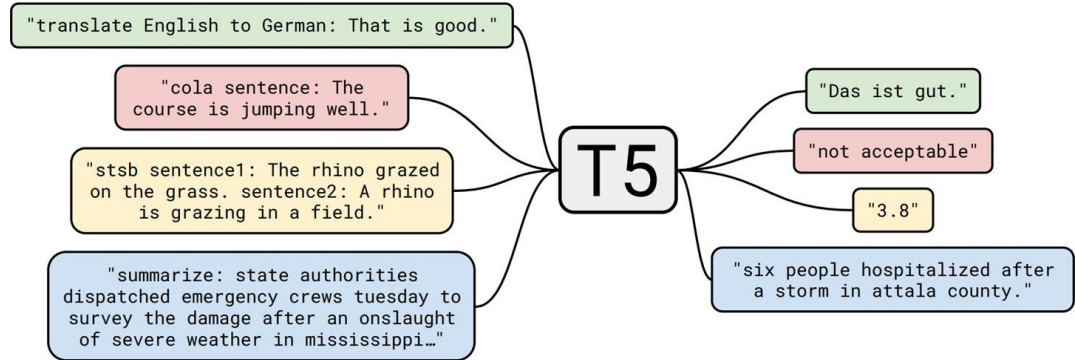 "translate English to German: That is good."
"cola sentence: The
course is jumping well."
"stsb sentence1: The rhino grazed
on the grass. sentence2: A rhino
is grazing in a field."
"summarize: state authorities
dispatched emergency crews tuesday to
survey the damage after an onslaught
of severe weather in mississippi…"
T5
"Das ist gut."
"not acceptable"
"3.8"
"six people hospitalized after
a storm in attala county."